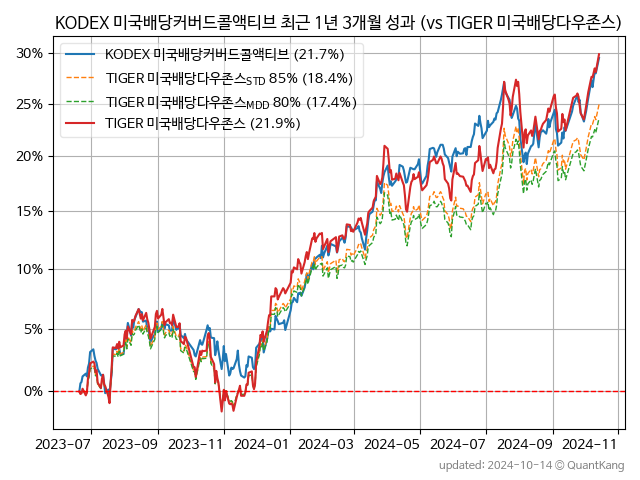 KODEX 미국배당커버드콜액티브 최근 1년 3개월 성과 (vs TIGER 미국배당다우존스)
KODEX 미국배당커버드콜액티브 (21.7%)
TIGER 미국배당다우존스STD 85% (18.4%)
TIGER 미국배당다우존스MDD 80% (17.4%)
TIGER 미국배당다우존스 (21.9%)
30%
25%
20%
15%
10%
5%
0%
2023-07 2023-09 2023-11 2024-01 2024-03 2024-05 2024-07 2024-09 2024-11
updated: 2024-10-14 © QuantKang